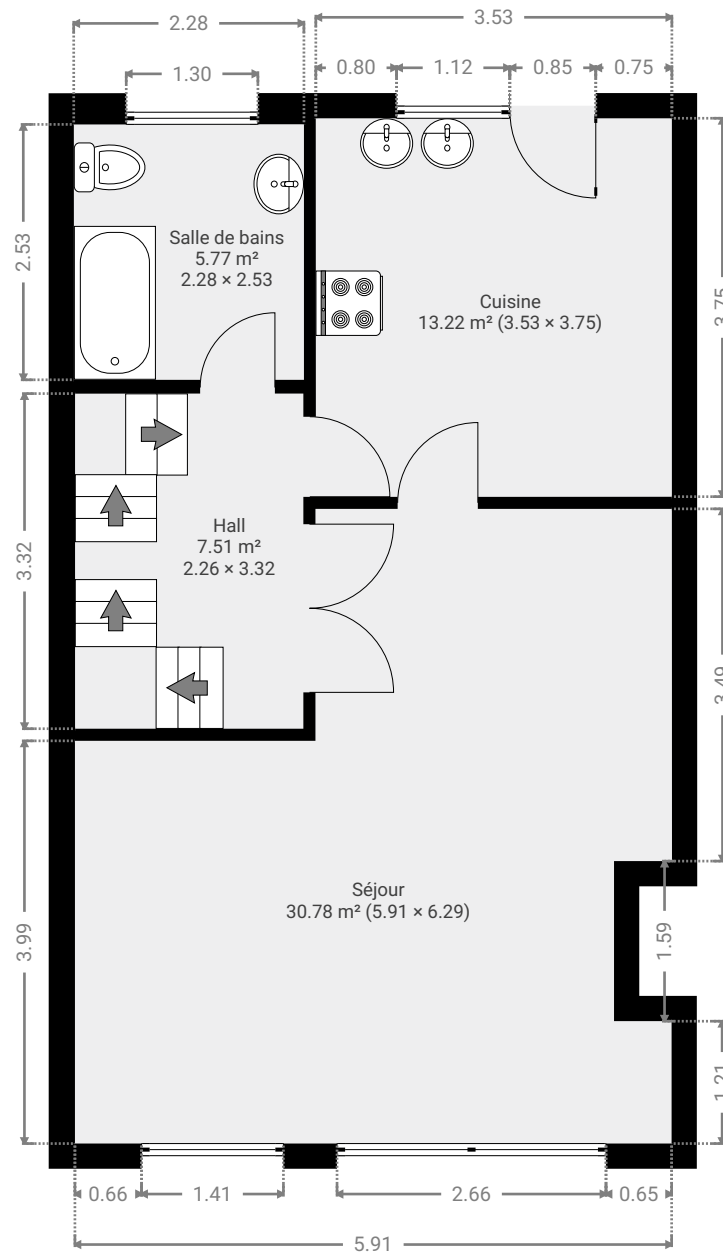 2.28
3.53
1.30
0.80
1.12
0.85
0.75
2.53
Salle de bains
5.77 m²
2.28 × 2.53
Cuisine
13.22 m² (3.53 × 3.75)
3.75
3.32
Hall
7.51 m²
2.26 × 3.32
3.49
3.99
Séjour
30.78 m² (5.91 × 6.29)
1.59
1.21
0.66
1.41
2.66
0.65
5.91